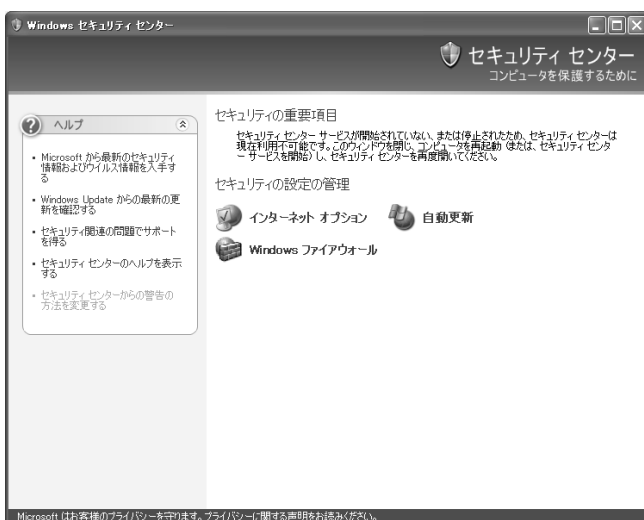 Windows セキュリティ センター
セキュリティ センター
コンピュータを保護するために
ヘルプ
• Microsoft から最新のセキュリティ
情報およびウイルス情報を入手す
る
• Windows Update からの最新の更
新を確認する
• セキュリティ関連の問題でサポート
を得る
• セキュリティ センターのヘルプを表示
する
• セキュリティ センターからの警告の
方法を変更する
セキュリティの重要項目
セキュリティ センター サービスが開始されていない、または停止されたため、セキュリティ センターは
現在利用不可能です。このウィンドウを閉じ、コンピュータを再起動 (または、セキュリティ センタ
ー サービスを開始) し、セキュリティ センターを再度開いてください。
セキュリティの設定の管理
インターネット オプション
自動更新
Windows ファイアウォール
Microsoft はお客様のプライバシーを守ります。プライバシーに関する声明をお読みください。